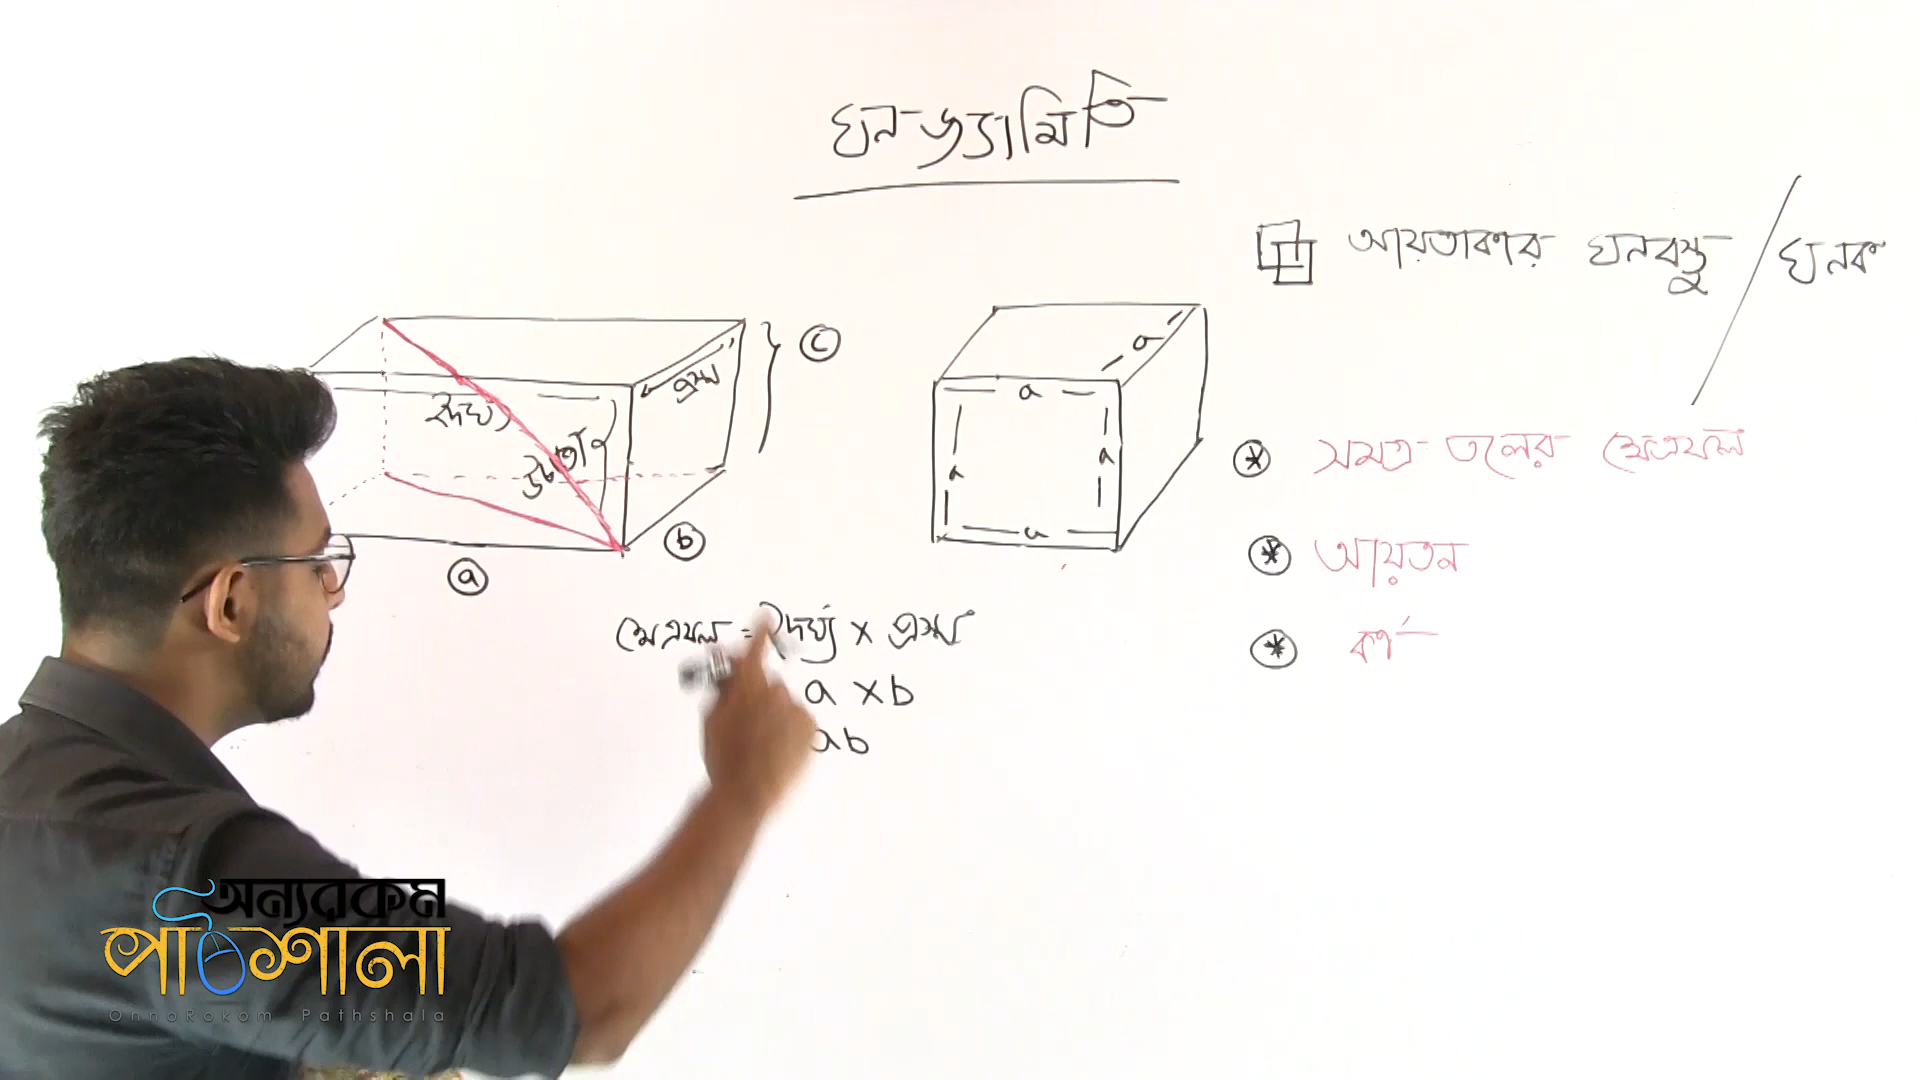 ঘন জ্যামিতি
আয়তাকার ঘনবস্তু / ঘনক
c
প্রস্থ
দৈর্ঘ্য
উচ্চতা
b
a
a
a
a
a
a
সমগ্র তলের ক্ষেত্রফল
আয়তন
কর্ণ
ক্ষেত্রফল = দৈর্ঘ্য × প্রস্থ
a × b
ab
অন্যরকম
পাঠশালা
OnnoRokom Pathshala